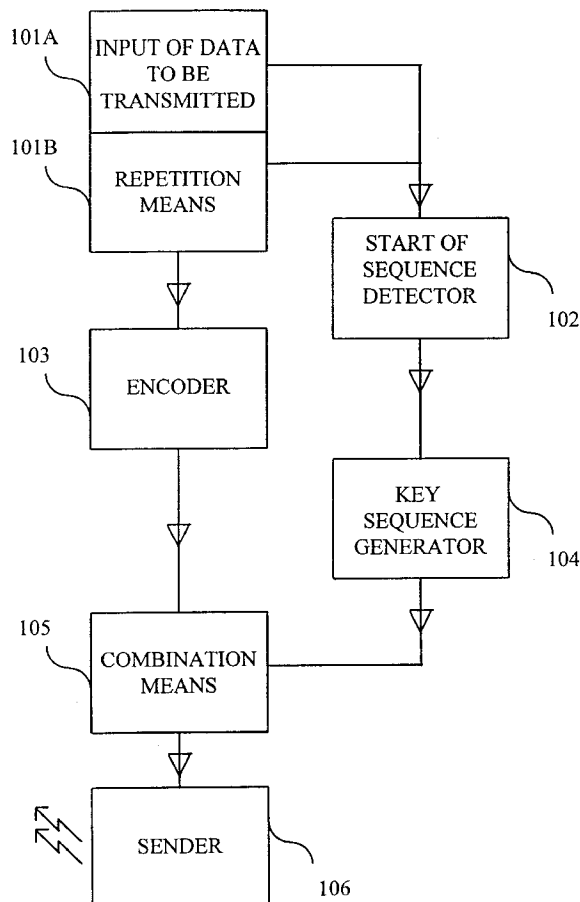 101A
INPUT OF DATA
TO BE
TRANSMITTED
101B
REPETITION
MEANS
START OF
SEQUENCE
DETECTOR
102
103
ENCODER
KEY
SEQUENCE
GENERATOR
104
105
COMBINATION
MEANS
SENDER
106